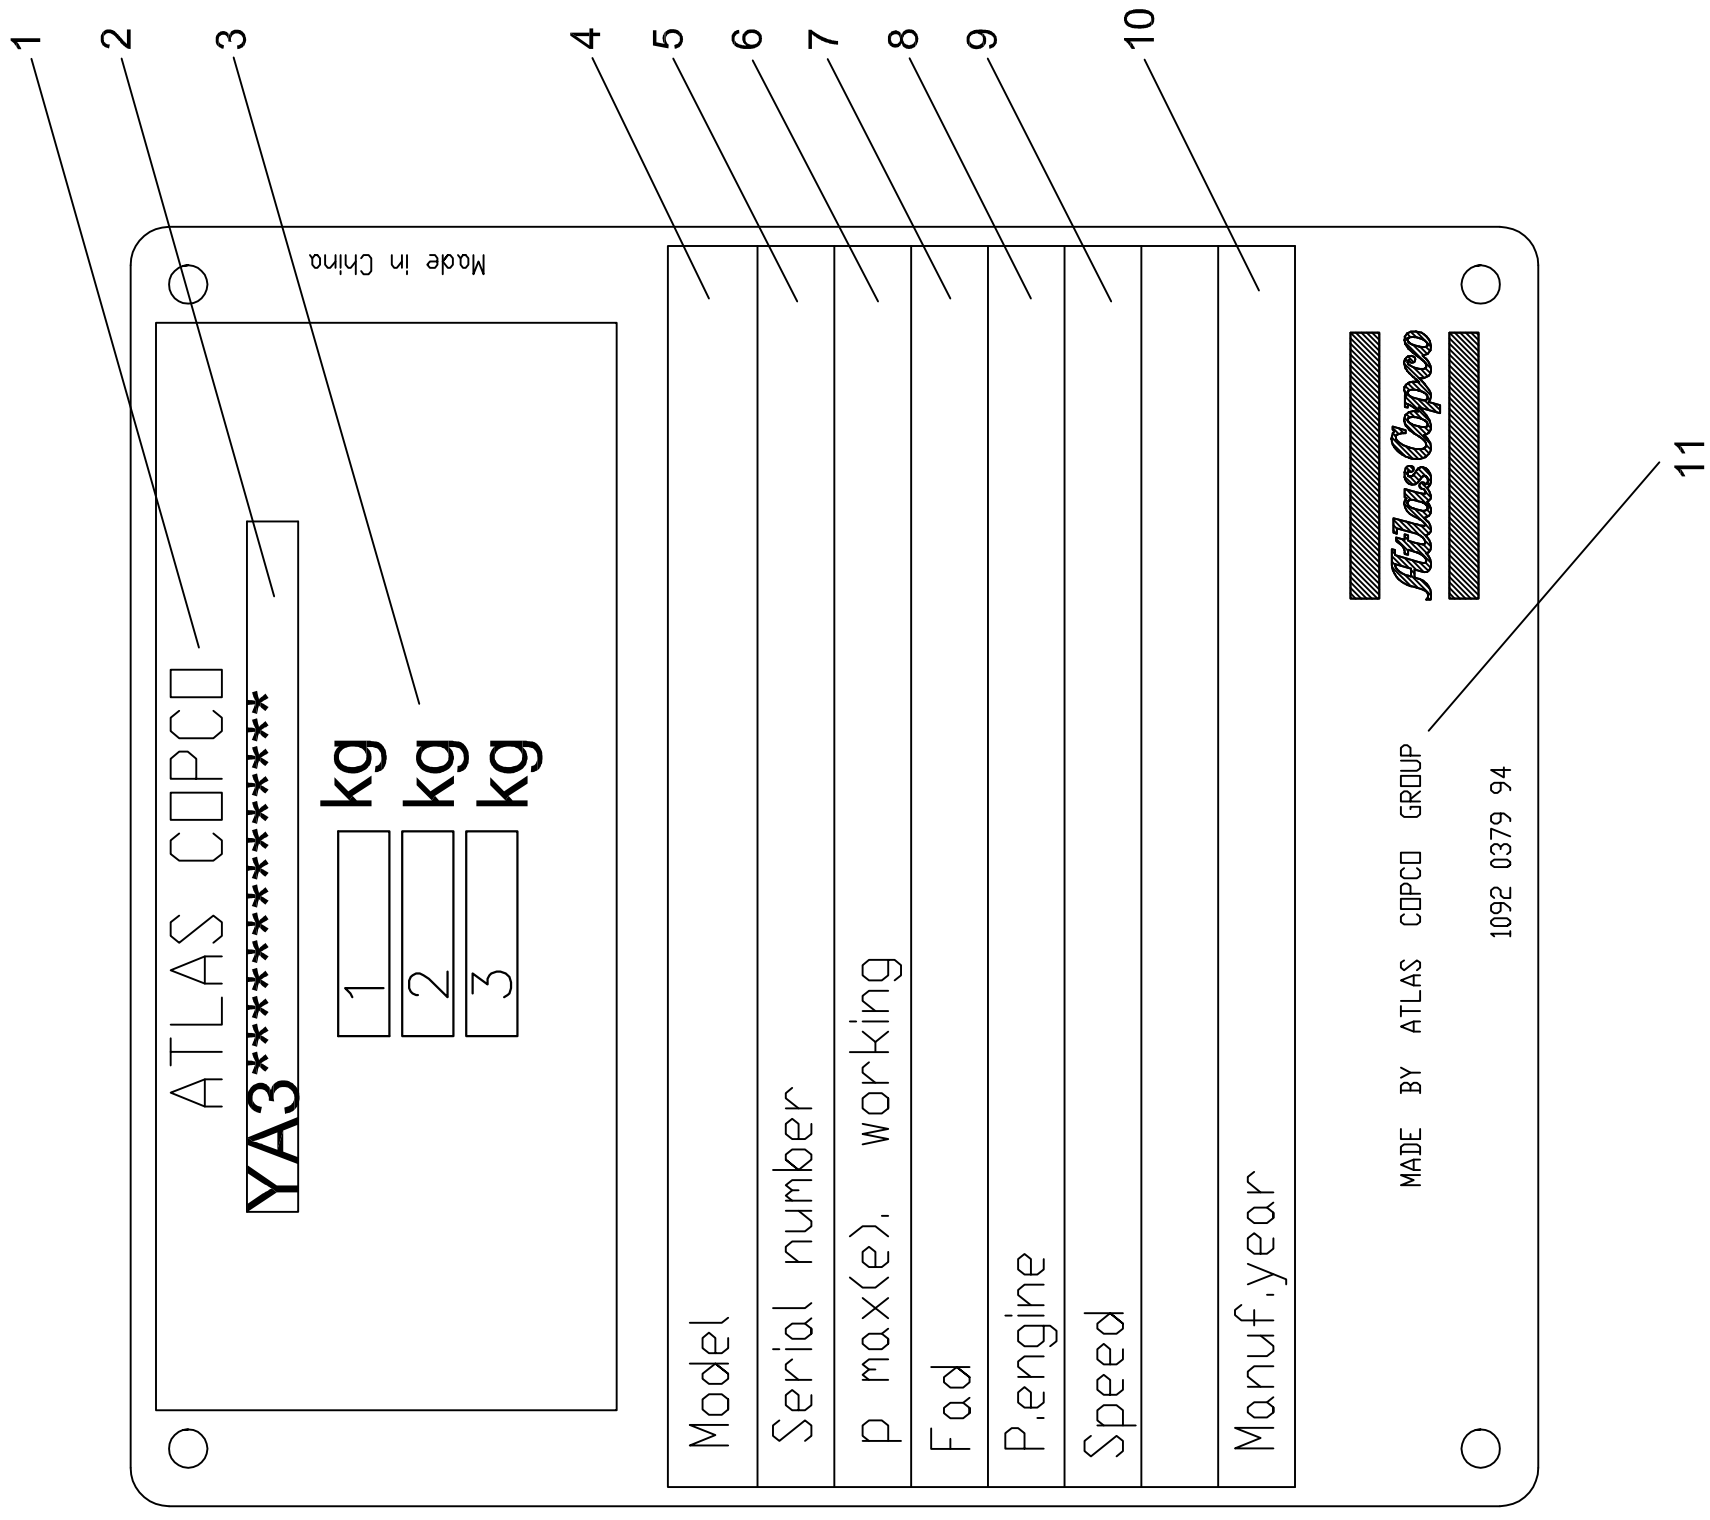 ATLAS COPCO
YA3**************
1 kg
2 kg
3 kg
Made in China
Model
Serial number
p max(e). working
Fad
P.engine
Speed
Manuf.year
MADE BY ATLAS COPCO GROUP
1092 0379 94
Atlas Copco
1
2
3
4
5
6
7
8
9
10
11